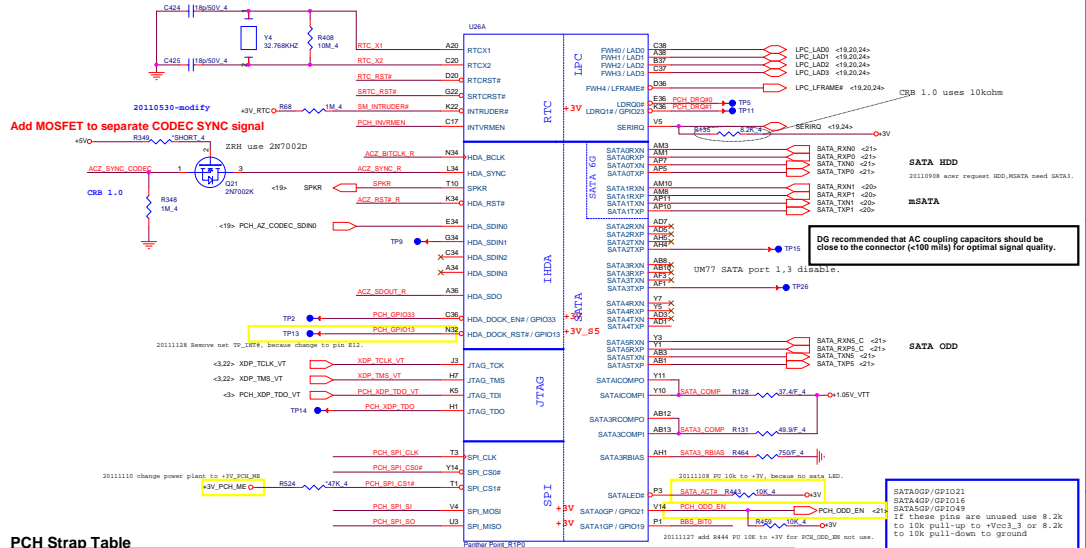 C424
18p/50V_4
Y4
32.768KHZ
R408
10M_4
C425
18p/50V_4
RTC_X1
RTC_X2
RTC_RST#
SRTC_RST#
20110530-modify
+3V_RTC
R68
1M_4
SM_INTRUDER#
PCH_INVRMEN
Add MOSFET to separate CODEC SYNC signal
+5V
R349
*SHORT_4
ZRH use 2N7002D
ACZ_SYNC_CODEC
1
2
3
Q21
2N7002K
CRB 1.0
R348
1M_4
ACZ_BITCLK_R
ACZ_SYNC_R
<19> SPKR
SPKR
ACZ_RST#_R
<19> PCH_AZ_CODEC_SDIN0
TP9
ACZ_SDOUT_R
TP2
PCH_GPIO33
TP13
PCH_GPIO13
20111128 Remove net TP_INT#, becaue change to pin E12.
<3,22> XDP_TCLK_VT
XDP_TCLK_VT
<3,22> XDP_TMS_VT
XDP_TMS_VT
<3> PCH_XDP_TDO_VT
PCH_XDP_TDO_VT
TP14
PCH_XDP_TDO
PCH_SPI_CLK
PCH_SPI_CS0#
20111110 change power plant to +3V_PCH_ME
+3V_PCH_ME
R524
*47K_4
PCH_SPI_CS1#
PCH_SPI_SI
PCH_SPI_SO
PCH Strap Table
U26A
A20 RTCX1
C20 RTCX2
D20 RTCRST#
G22 SRTCRST#
K22 INTRUDER#
C17 INTVRMEN
N34 HDA_BCLK
L34 HDA_SYNC
T10 SPKR
K34 HDA_RST#
E34 HDA_SDIN0
G34 HDA_SDIN1
C34 HDA_SDIN2
A34 HDA_SDIN3
A36 HDA_SDO
C36 HDA_DOCK_EN# / GPIO33
N32 HDA_DOCK_RST# / GPIO13
J3 JTAG_TCK
H7 JTAG_TMS
K5 JTAG_TDI
H1 JTAG_TDO
T3 SPI_CLK
Y14 SPI_CS0#
T1 SPI_CS1#
V4 SPI_MOSI
U3 SPI_MISO
Panther Point_R1P0
RTC
IHDA
JTAG
SPI
LPC
SATA 6G
SATA
+3V
+3V
+3V_S5
+3V
+3V
FWH0 / LAD0 C38
FWH1 / LAD1 A38
FWH2 / LAD2 B37
FWH3 / LAD3 C37
FWH4 / LFRAME# D36
LDRQ0# E36
LDRQ1# / GPIO23 K36
SERIRQ V5
LPC_LAD0 <19,20,24>
LPC_LAD1 <19,20,24>
LPC_LAD2 <19,20,24>
LPC_LAD3 <19,20,24>
LPC_LFRAME# <19,20,24>
PCH_DRQ#0
TP5
PCH_DRQ#1
TP11
SERIRQ <19,24>
R135
8.2K_4
+3V
CRB 1.0 uses 10kohm
SATA0RXN AM3
SATA0RXP AM1
SATA0TXN AP7
SATA0TXP AP5
SATA1RXN AM10
SATA1RXP AM8
SATA1TXN AP11
SATA1TXP AP10
SATA2RXN AD7
SATA2RXP AD5
SATA2TXN AH5
SATA2TXP AH4
SATA3RXN AB8
SATA3RXP AB10
SATA3TXN AF3
SATA3TXP AF1
SATA4RXN Y7
SATA4RXP Y5
SATA4TXN AD3
SATA4TXP AD1
SATA5RXN Y3
SATA5RXP Y1
SATA5TXN AB3
SATA5TXP AB1
SATAICOMPO Y11
SATAICOMPI Y10
SATA3RCOMPO AB12
SATA3COMPI AB13
SATA3RBIAS AH1
SATALED# P3
SATA0GP / GPIO21 V14
SATA1GP / GPIO19 P1
SATA_RXN0 <21>
SATA_RXP0 <21>
SATA_TXN0 <21>
SATA_TXP0 <21>
SATA HDD
20110908 acer request HDD,MSATA need SATA3.
SATA_RXN1 <20>
SATA_RXP1 <20>
SATA_TXN1 <20>
SATA_TXP1 <20>
mSATA
TP15
DG recommended that AC coupling capacitors should be
close to the connector (<100 mils) for optimal signal quality.
UM77 SATA port 1,3 disable.
TP26
SATA_RXN5_C <21>
SATA_RXP5_C <21>
SATA_TXN5 <21>
SATA_TXP5 <21>
SATA ODD
SATA_COMP
R128
37.4/F_4
+1.05V_VTT
SATA3_COMP
R131
49.9/F_4
SATA3_RBIAS
R464
750/F_4
20111108 PU 10k to +3V, becaue no sata LED.
SATA_ACT#
R443
10K_4
+3V
PCH_ODD_EN
PCH_ODD_EN <21>
BBS_BIT0
R459
10K_4
+3V
20111127 add R444 PU 10K to +3V for PCH_ODD_EN not use.
SATA0GP/GPIO21
SATA4GP/GPIO16
SATA5GP/GPIO49
If these pins are unused use 8.2k
to 10k pull-up to +Vcc3_3 or 8.2k
to 10k pull-down to ground